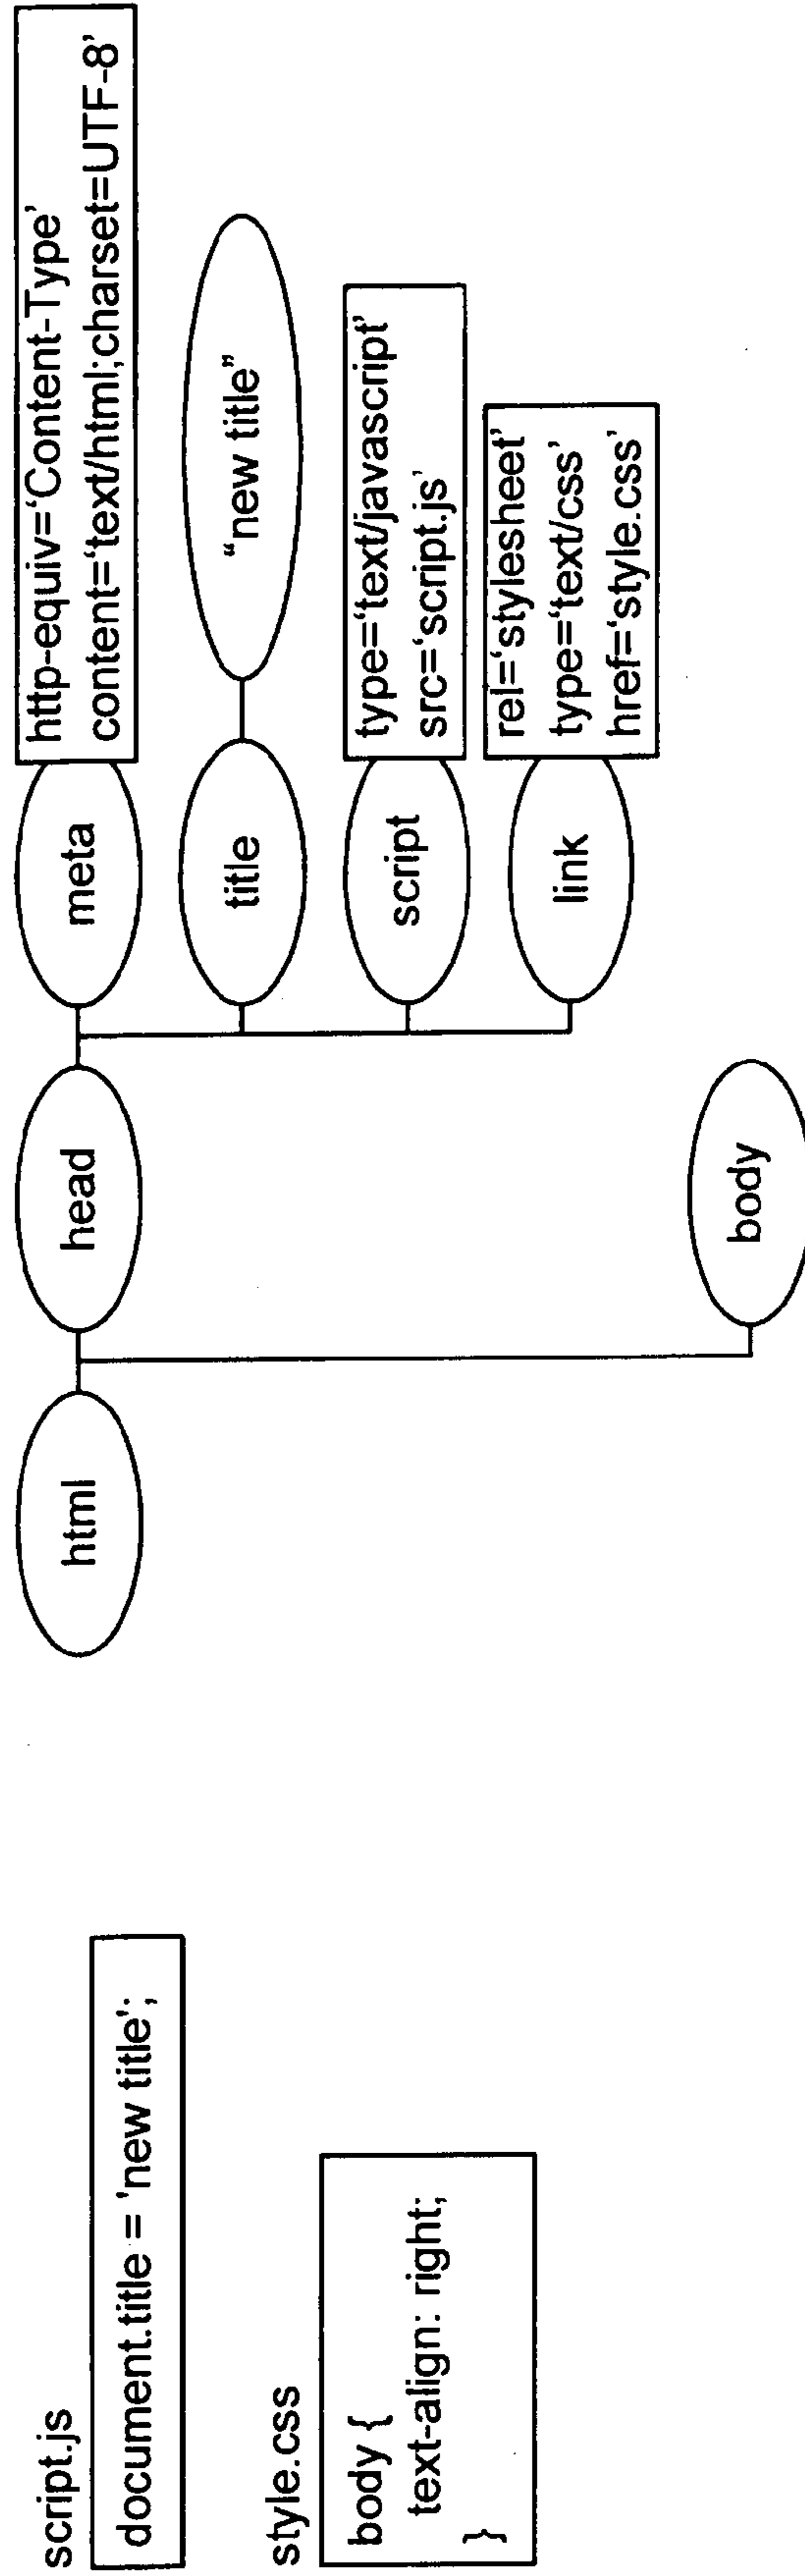 script.js
document.title = 'new title';
style.css
body {
text-align: right;
}
html
head
meta
http-equiv=‘Content-Type’
content=‘text/html;charset=UTF-8’
title
“new title”
script
type=‘text/javascript’
src=‘script.js’
link
rel=‘stylesheet’
type=‘text/css’
href=‘style.css’
body